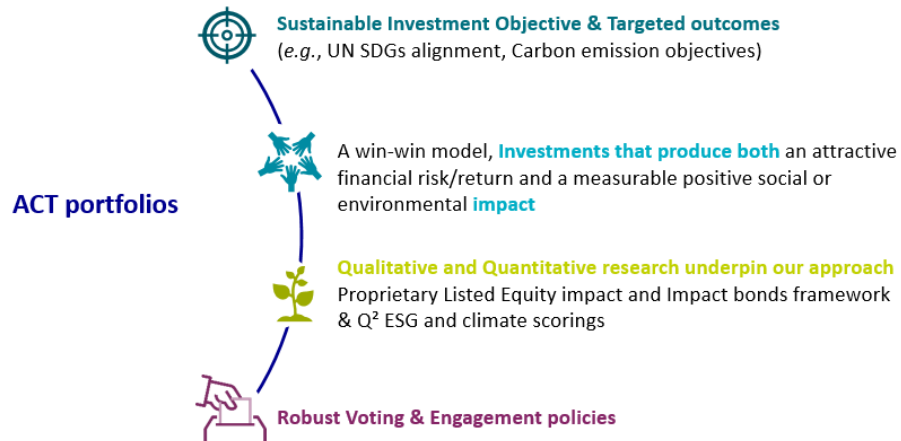 Sustainable Investment Objective & Targeted outcomes
(e.g., UN SDGs alignment, Carbon emission objectives)
A win-win model, Investments that produce both an attractive
financial risk/return and a measurable positive social or
environmental impact
ACT portfolios
Qualitative and Quantitative research underpin our approach
Proprietary Listed Equity impact and Impact bonds framework
& Q² ESG and climate scorings
Robust Voting & Engagement policies